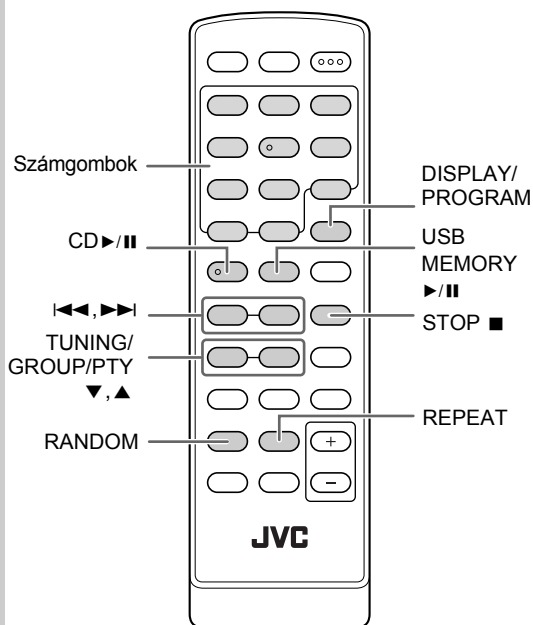 Számgombok
DISPLAY/
PROGRAM
CD ►/II
USB
MEMORY
►/II
I◄◄, ►►I
STOP ■
TUNING/
GROUP/PTY
▼, ▲
REPEAT
RANDOM
+
–
JVC